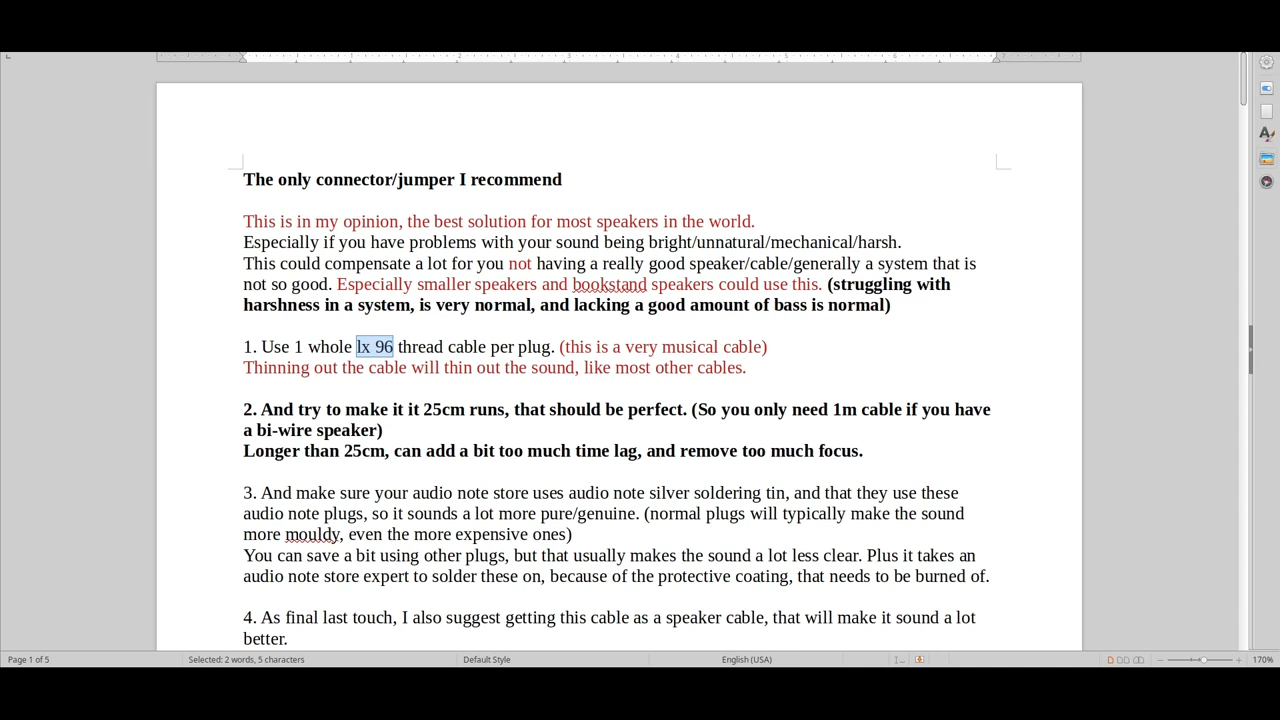 The only connector/jumper I recommend
This is in my opinion, the best solution for most speakers in the world.
Especially if you have problems with your sound being bright/unnatural/mechanical/harsh.
This could compensate a lot for you not having a really good speaker/cable/generally a system that is
not so good. Especially smaller speakers and bookstand speakers could use this. (struggling with
harshness in a system, is very normal, and lacking a good amount of bass is normal)
1. Use 1 whole lx 96 thread cable per plug. (this is a very musical cable)
Thinning out the cable will thin out the sound, like most other cables.
2. And try to make it it 25cm runs, that should be perfect. (So you only need 1m cable if you have
a bi-wire speaker)
Longer than 25cm, can add a bit too much time lag, and remove too much focus.
3. And make sure your audio note store uses audio note silver soldering tin, and that they use these
audio note plugs, so it sounds a lot more pure/genuine. (normal plugs will typically make the sound
more mouldy, even the more expensive ones)
You can save a bit using other plugs, but that usually makes the sound a lot less clear. Plus it takes an
audio note store expert to solder these on, because of the protective coating, that needs to be burned of.
4. As final last touch, I also suggest getting this cable as a speaker cable, that will make it sound a lot
better.
Page 1 of 5 Selected: 2 words, 5 characters Default Style English (USA) 170%